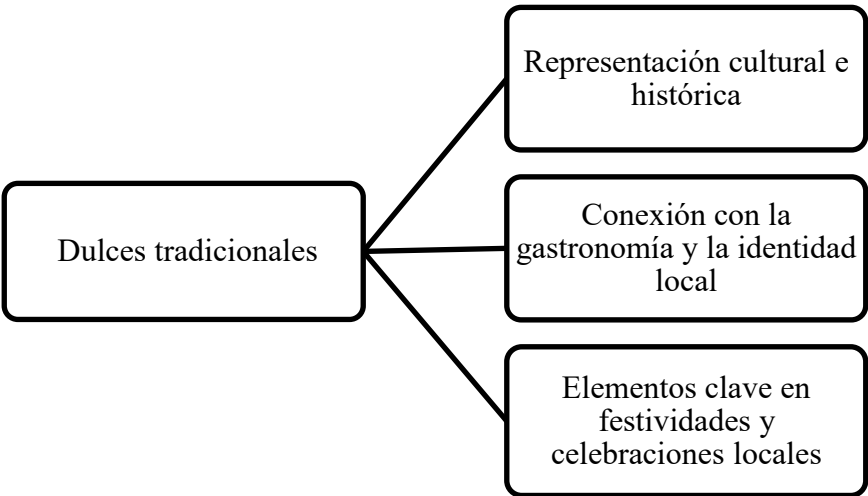 Dulces tradicionales
Representación cultural e
histórica
Conexión con la
gastronomía y la identidad
local
Elementos clave en
festividades y
celebraciones locales